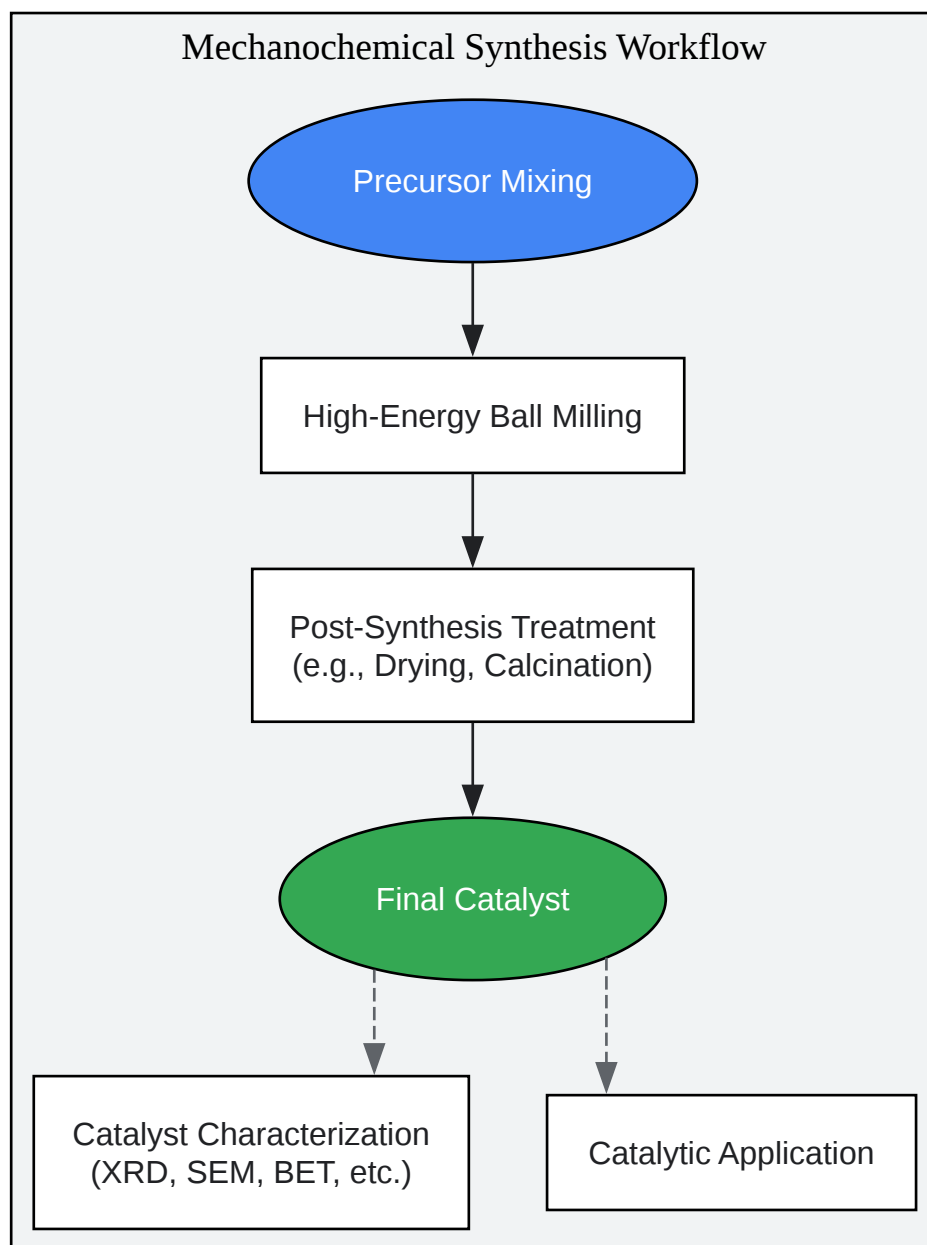 Mechanochemical Synthesis Workflow
Precursor Mixing
High-Energy Ball Milling
Post-Synthesis Treatment
(e.g., Drying, Calcination)
Final Catalyst
Catalyst Characterization
(XRD, SEM, BET, etc.)
Catalytic Application